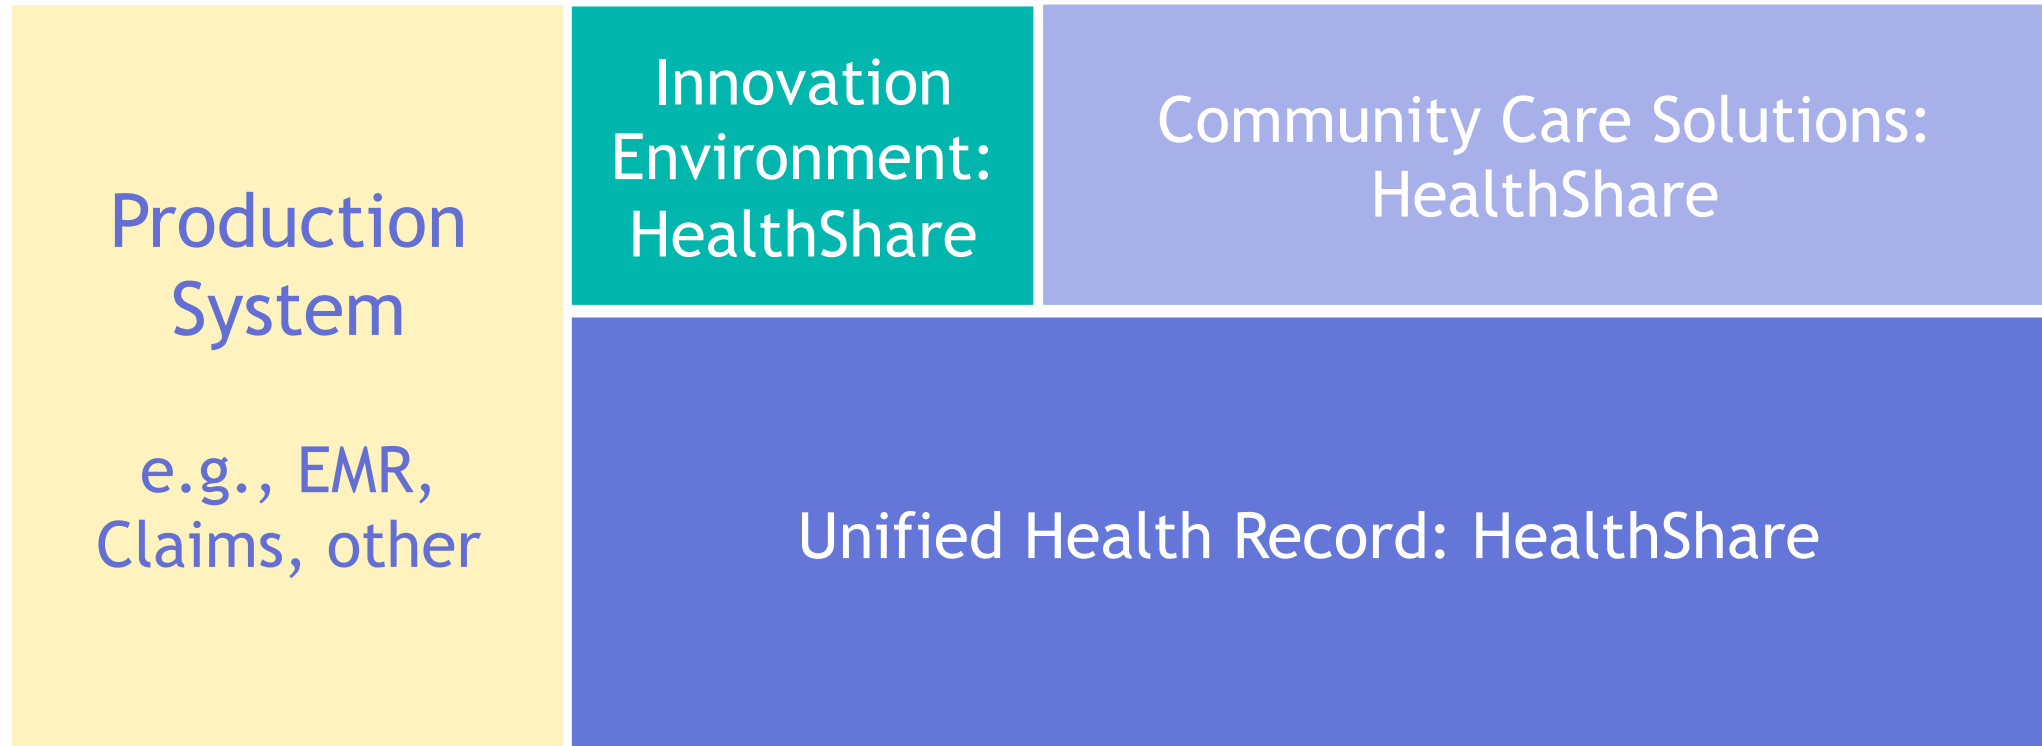 Production
System
e.g., EMR,
Claims, other
Innovation
Environment:
HealthShare
Community Care Solutions:
HealthShare
Unified Health Record: HealthShare